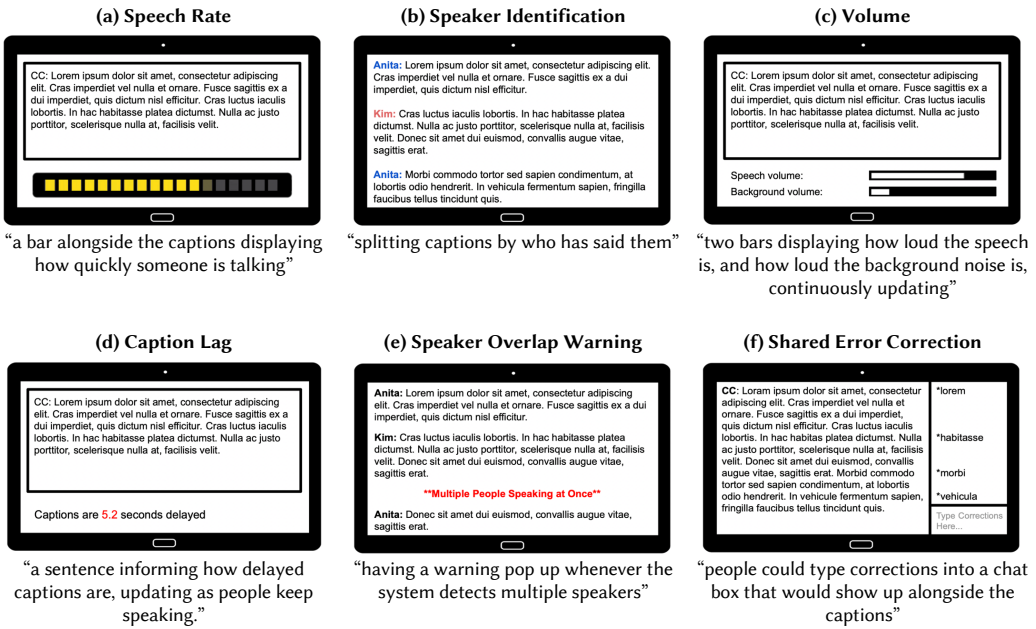 (a) Speech Rate
CC: Lorem ipsum dolor sit amet, consectetur adipiscing
elit. Cras imperdiet vel nulla et ornare. Fusce sagittis ex a
dui imperdiet, quis dictum nisl efficitur. Cras luctus iaculis
lobortis. In hac habitasse platea dictumst. Nulla ac justo
porttitor, scelerisque nulla at, facilisis velit.
“a bar alongside the captions displaying
how quickly someone is talking”
(b) Speaker Identification
Anita: Lorem ipsum dolor sit amet, consectetur adipiscing elit.
Cras imperdiet vel nulla et ornare. Fusce sagittis ex a dui
imperdiet, quis dictum nisl efficitur.
Kim: Cras luctus iaculis lobortis. In hac habitasse platea
dictumst. Nulla ac justo porttitor, scelerisque nulla at, facilisis
velit. Donec sit amet dui euismod, convallis augue vitae,
sagittis erat.
Anita: Morbi commodo tortor sed sapien condimentum, at
lobortis odio hendrerit. In vehicula fermentum sapien, fringilla
faucibus tellus tincidunt quis.
“splitting captions by who has said them”
(c) Volume
CC: Lorem ipsum dolor sit amet, consectetur adipiscing
elit. Cras imperdiet vel nulla et ornare. Fusce sagittis ex a
dui imperdiet, quis dictum nisl efficitur. Cras luctus iaculis
lobortis. In hac habitasse platea dictumst. Nulla ac justo
porttitor, scelerisque nulla at, facilisis velit.
Speech volume:
Background volume:
“two bars displaying how loud the speech
is, and how loud the background noise is,
continuously updating”
(d) Caption Lag
CC: Lorem ipsum dolor sit amet, consectetur adipiscing
elit. Cras imperdiet vel nulla et ornare. Fusce sagittis ex a
dui imperdiet, quis dictum nisl efficitur. Cras luctus iaculis
lobortis. In hac habitasse platea dictumst. Nulla ac justo
porttitor, scelerisque nulla at, facilisis velit.
Captions are 5.2 seconds delayed
“a sentence informing how delayed
captions are, updating as people keep
speaking.”
(e) Speaker Overlap Warning
Anita: Lorem ipsum dolor sit amet, consectetur adipiscing
elit. Cras imperdiet vel nulla et ornare. Fusce sagittis ex a dui
imperdiet, quis dictum nisl efficitur.
Kim: Cras luctus iaculis lobortis. In hac habitasse platea
dictumst. Nulla ac justo porttitor, scelerisque nulla at, facilisis
velit. Donec sit amet dui euismod, convallis augue vitae,
sagittis erat.
**Multiple People Speaking at Once**
Anita: Donec sit amet dui euismod, convallis augue vitae,
sagittis erat.
“having a warning pop up whenever the
system detects multiple speakers”
(f) Shared Error Correction
CC: Loram ipsum dolor sit amet, consectetur
adipiscing elit. Cras imperdiet vel nulla et
ornare. Fusce sagittis ex a dui imperdiet,
quis dictum nisl efficitur. Cras luctus iaculis
lobortis. In hac habitas platea dictumst. Nulla
ac justo porttitor, scelerisque nulla at, facilisis
velit. Donec sit amet dui euismod, convallis
augue vitae, sagittis erat. Morbid commodo
tortor sed sapien condimentum, at lobortis
odio hendrerit. In vehicule fermentum sapien,
fringilla faucibus tellus tincidunt quis.
*lorem
*habitasse
*morbi
*vehicula
Type Corrections
Here...
“people could type corrections into a chat
box that would show up alongside the
captions”